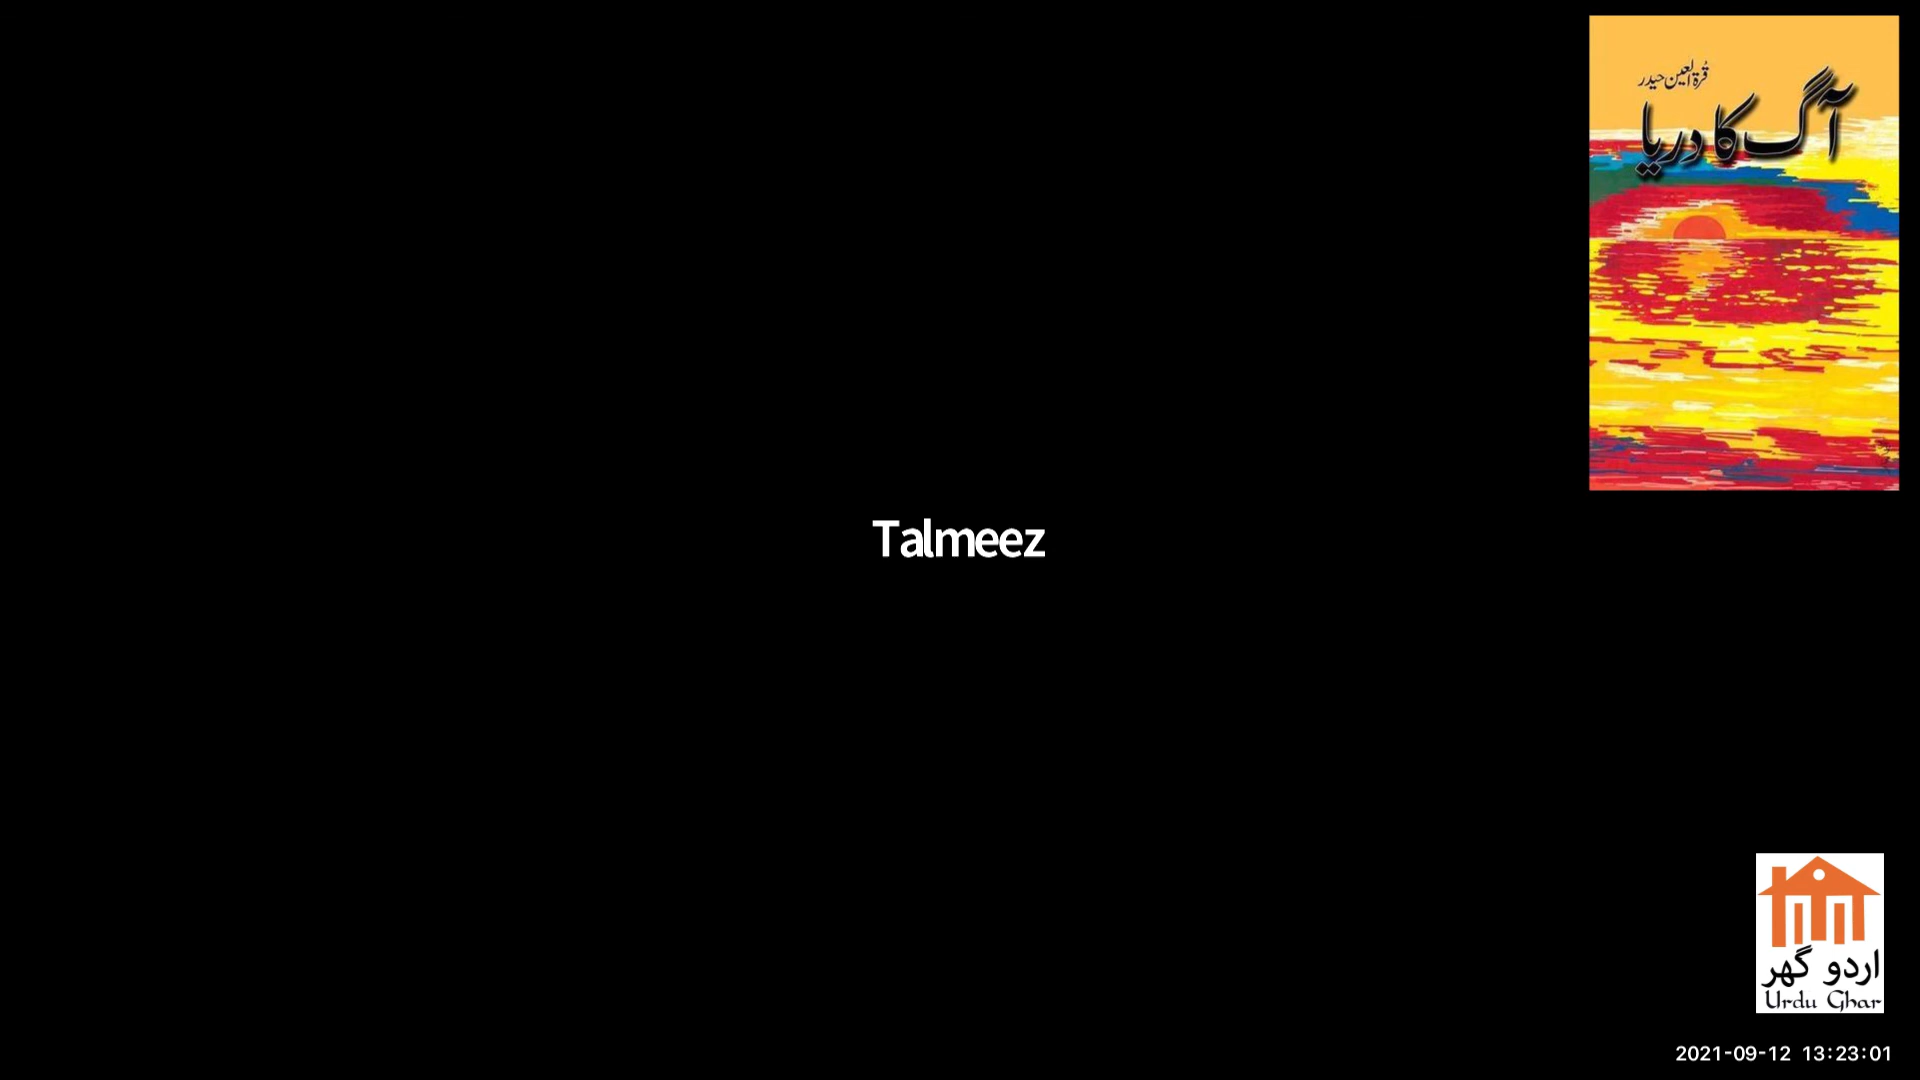 قرۃ العین حیدر
آگ کا دریا
Talmeez
اردو گھر
Urdu Ghar
2021-09-12 13:23:01